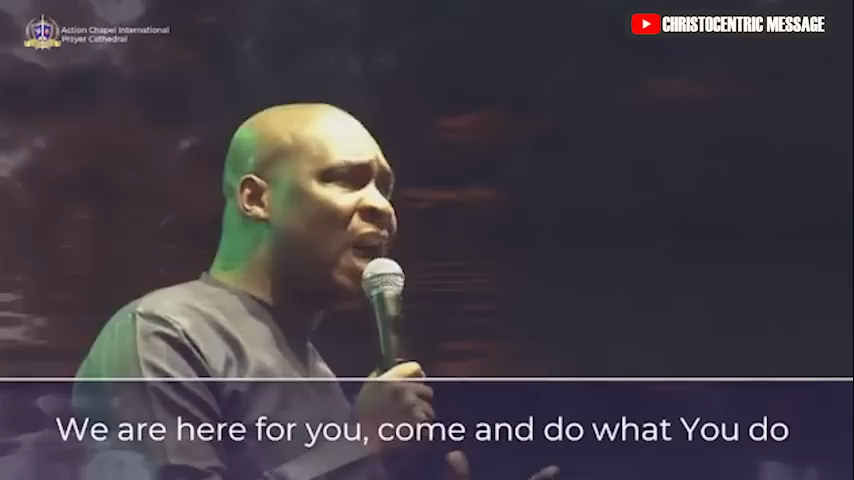 Action Chapel International
Prayer Cathedral
CHRISTOCENTRIC MESSAGE
We are here for you, come and do what You do